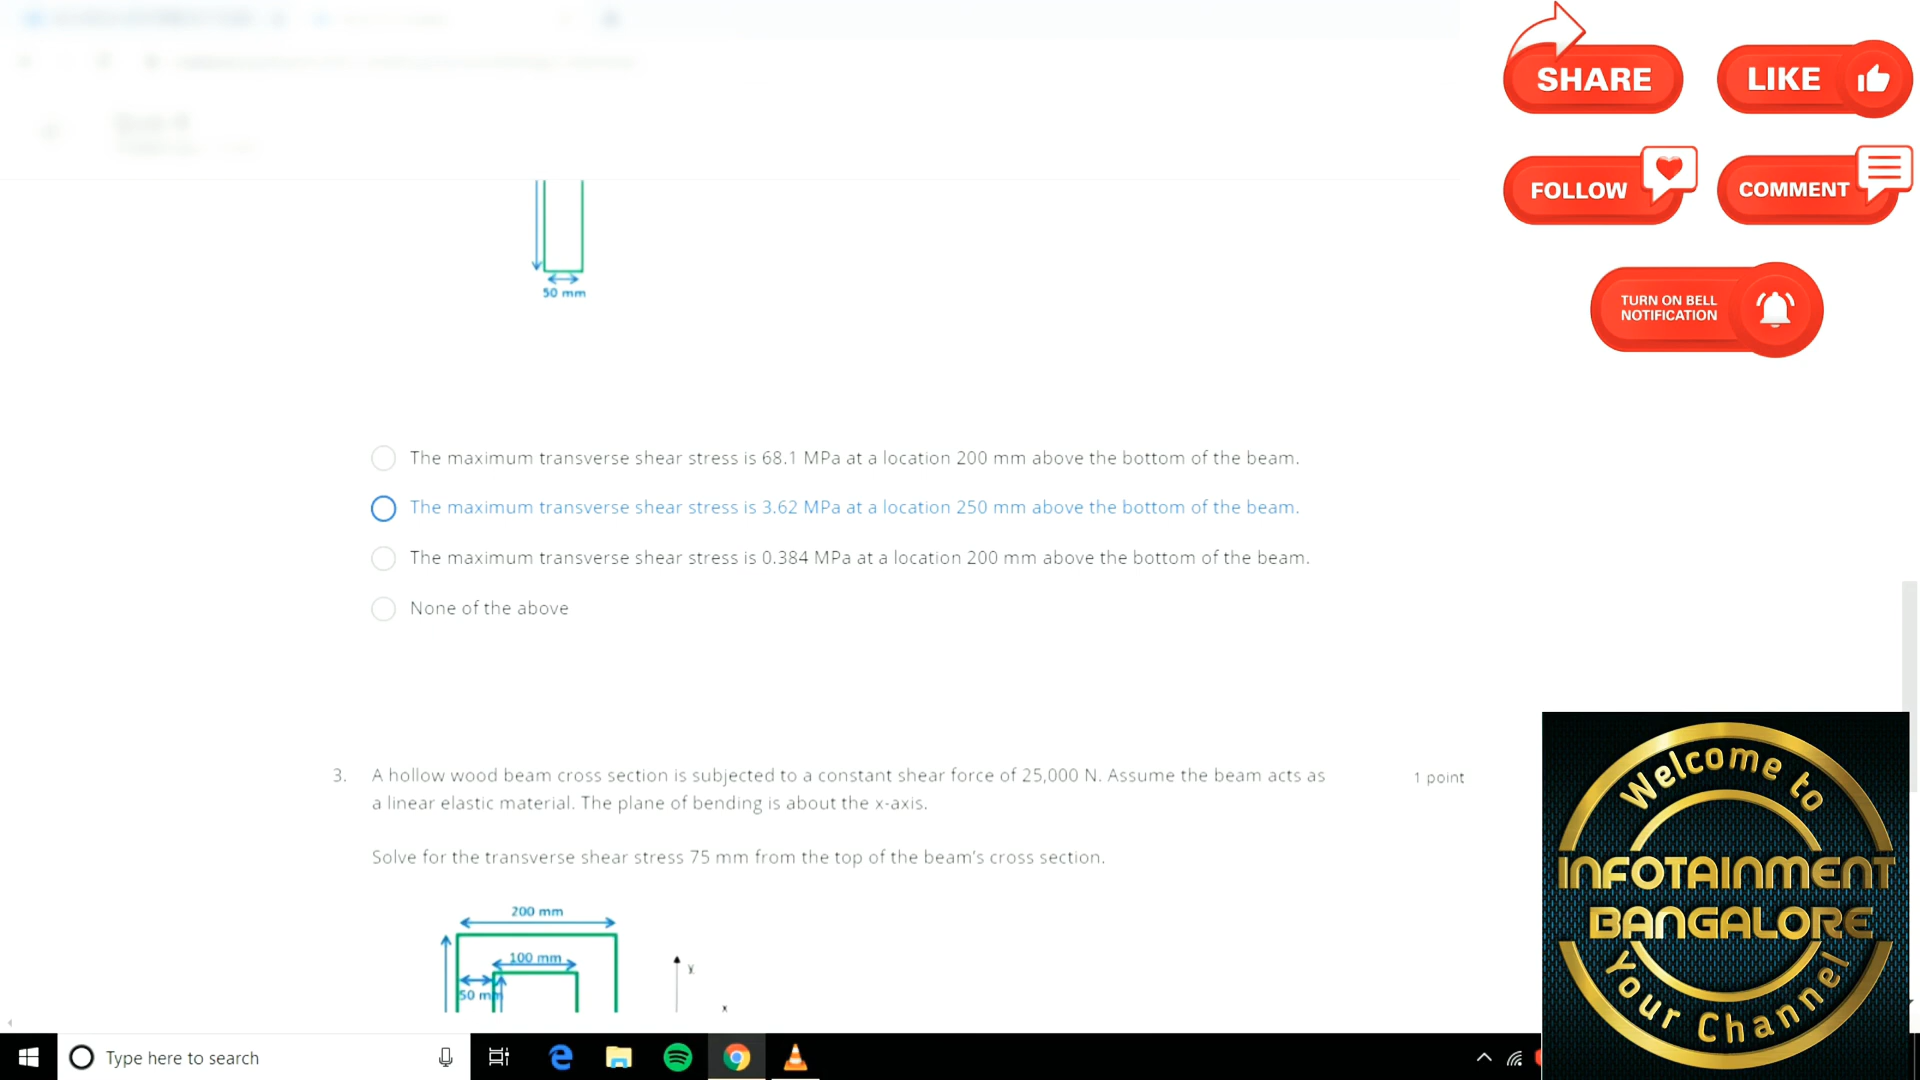 SHARE
LIKE
FOLLOW
COMMENT
TURN ON BELL
NOTIFICATION
50 mm
The maximum transverse shear stress is 68.1 MPa at a location 200 mm above the bottom of the beam.
The maximum transverse shear stress is 3.62 MPa at a location 250 mm above the bottom of the beam.
The maximum transverse shear stress is 0.384 MPa at a location 200 mm above the bottom of the beam.
None of the above
3. A hollow wood beam cross section is subjected to a constant shear force of 25,000 N. Assume the beam acts as
1 point
a linear elastic material. The plane of bending is about the x-axis.
Solve for the transverse shear stress 75 mm from the top of the beam's cross section.
200 mm
100 mm
50 mm
y
x
Welcome to
INFOTAINMENT
BANGALORE
Your Channel
Type here to search